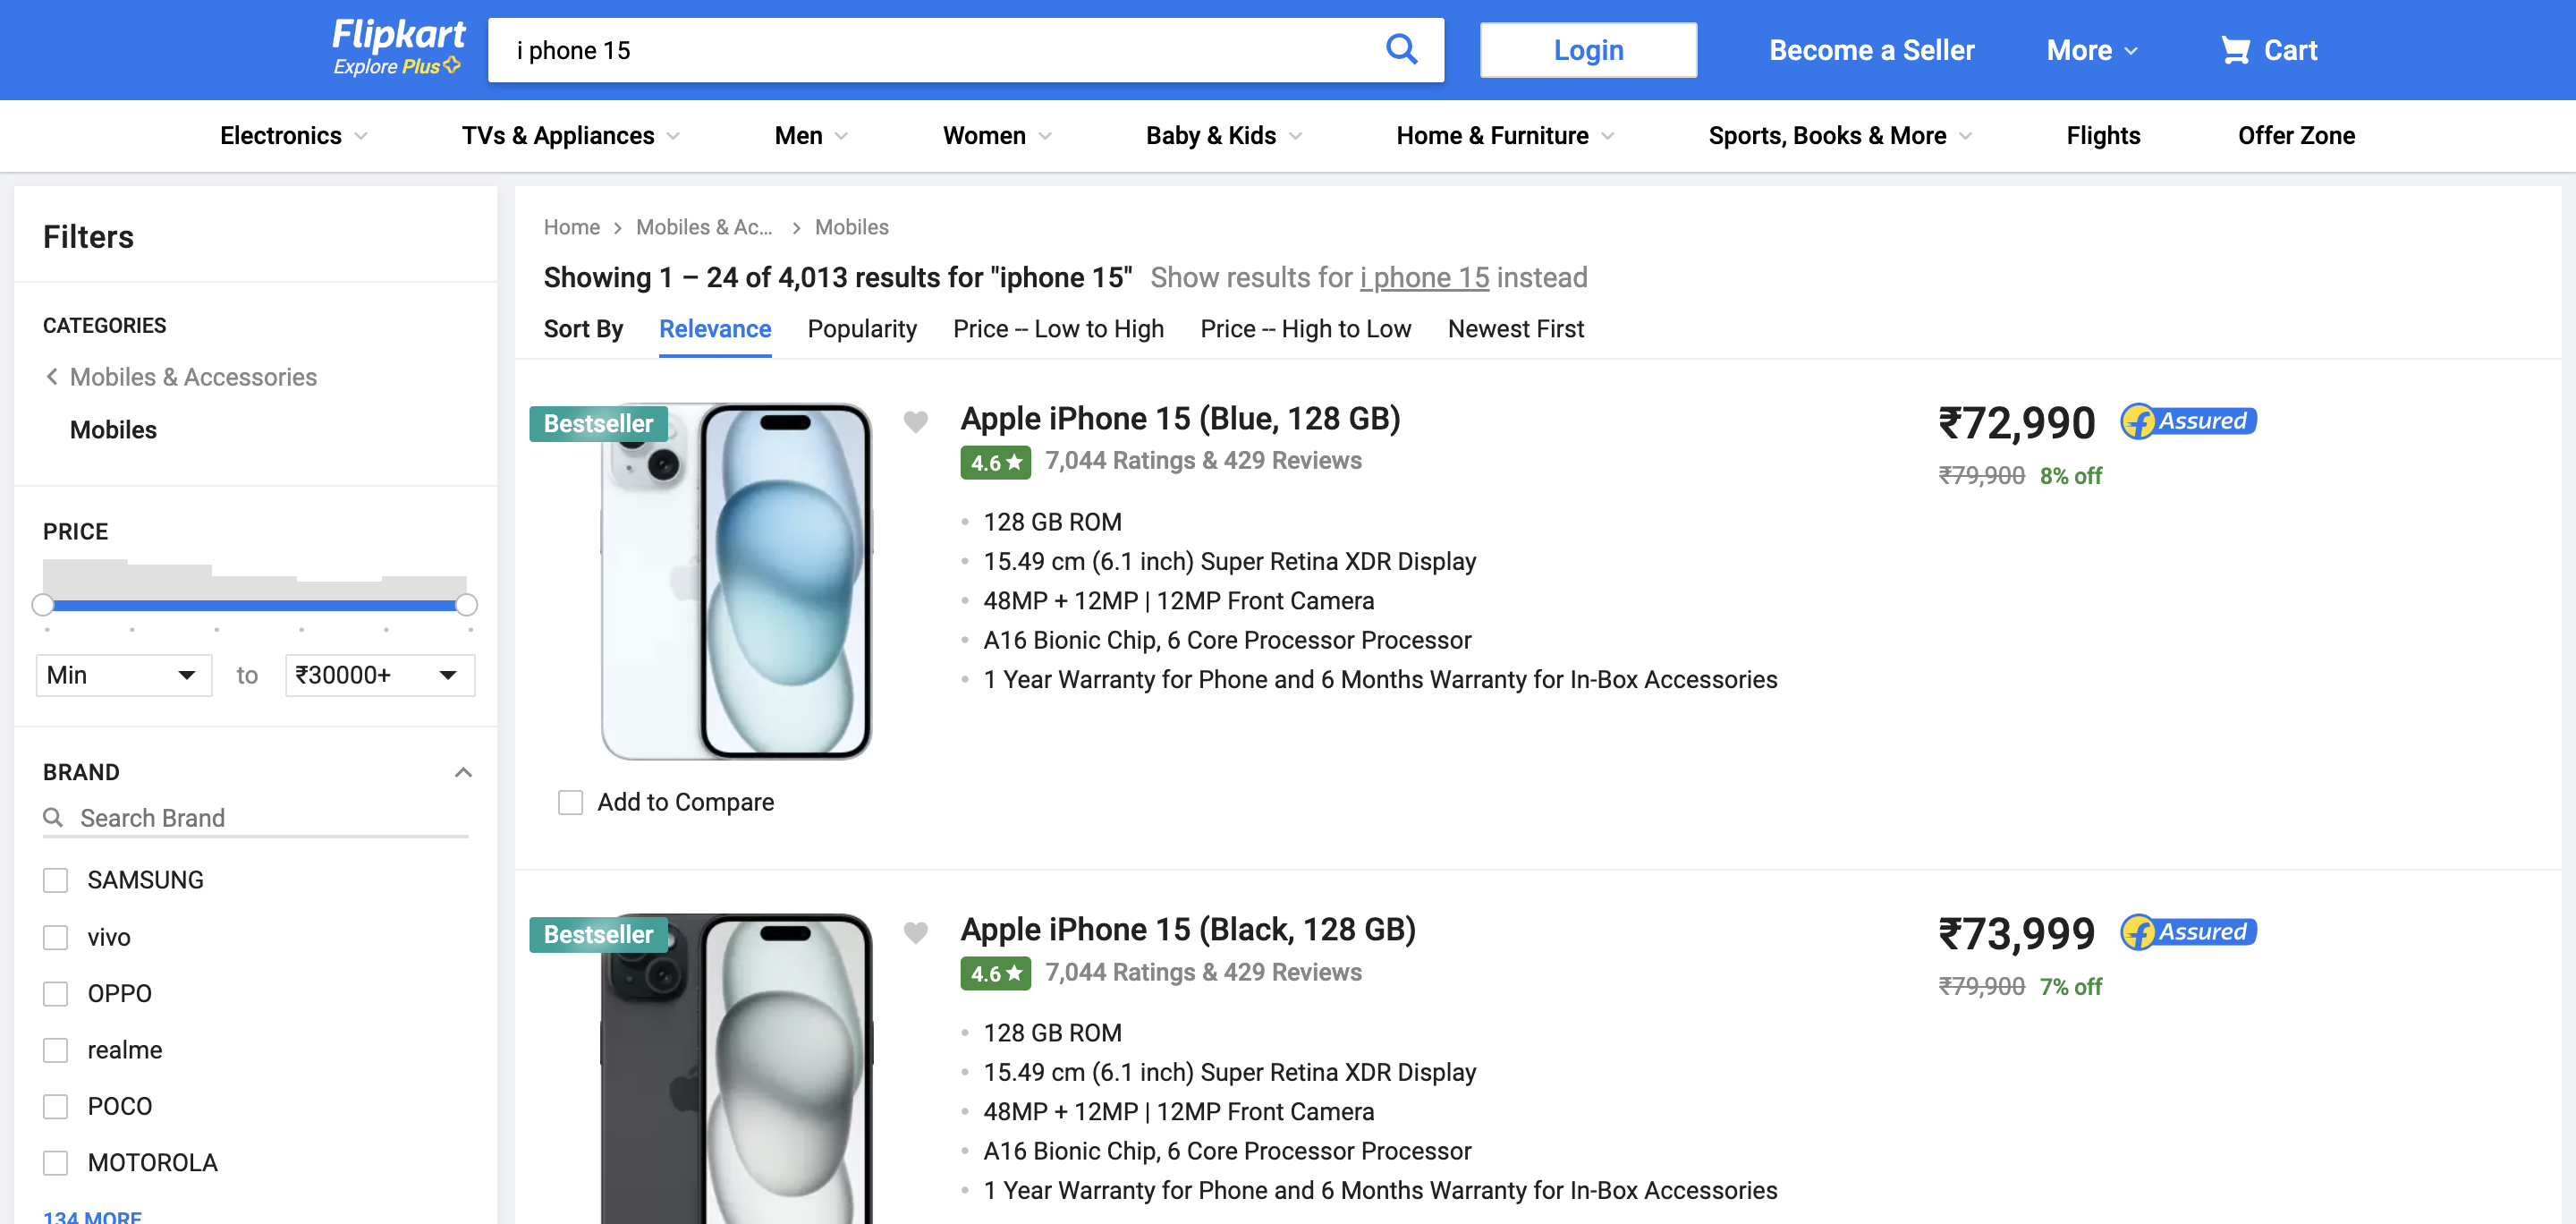 Flipkart
Explore Plus
i phone 15
Login
Become a Seller
More
Cart
Electronics
TVs & Appliances
Men
Women
Baby & Kids
Home & Furniture
Sports, Books & More
Flights
Offer Zone
Filters
CATEGORIES
Mobiles & Accessories
Mobiles
PRICE
Min
to
₹30000+
BRAND
Search Brand
SAMSUNG
vivo
OPPO
realme
POCO
MOTOROLA
134 MORE
Home > Mobiles & Ac... > Mobiles
Showing 1 – 24 of 4,013 results for "iphone 15" Show results for i phone 15 instead
Sort By Relevance Popularity Price -- Low to High Price -- High to Low Newest First
Bestseller
Apple iPhone 15 (Blue, 128 GB)
4.6 ★ 7,044 Ratings & 429 Reviews
128 GB ROM
15.49 cm (6.1 inch) Super Retina XDR Display
48MP + 12MP | 12MP Front Camera
A16 Bionic Chip, 6 Core Processor Processor
1 Year Warranty for Phone and 6 Months Warranty for In-Box Accessories
₹72,990
f Assured
₹79,900 8% off
Add to Compare
Bestseller
Apple iPhone 15 (Black, 128 GB)
4.6 ★ 7,044 Ratings & 429 Reviews
128 GB ROM
15.49 cm (6.1 inch) Super Retina XDR Display
48MP + 12MP | 12MP Front Camera
A16 Bionic Chip, 6 Core Processor Processor
1 Year Warranty for Phone and 6 Months Warranty for In-Box Accessories
₹73,999
f Assured
₹79,900 7% off